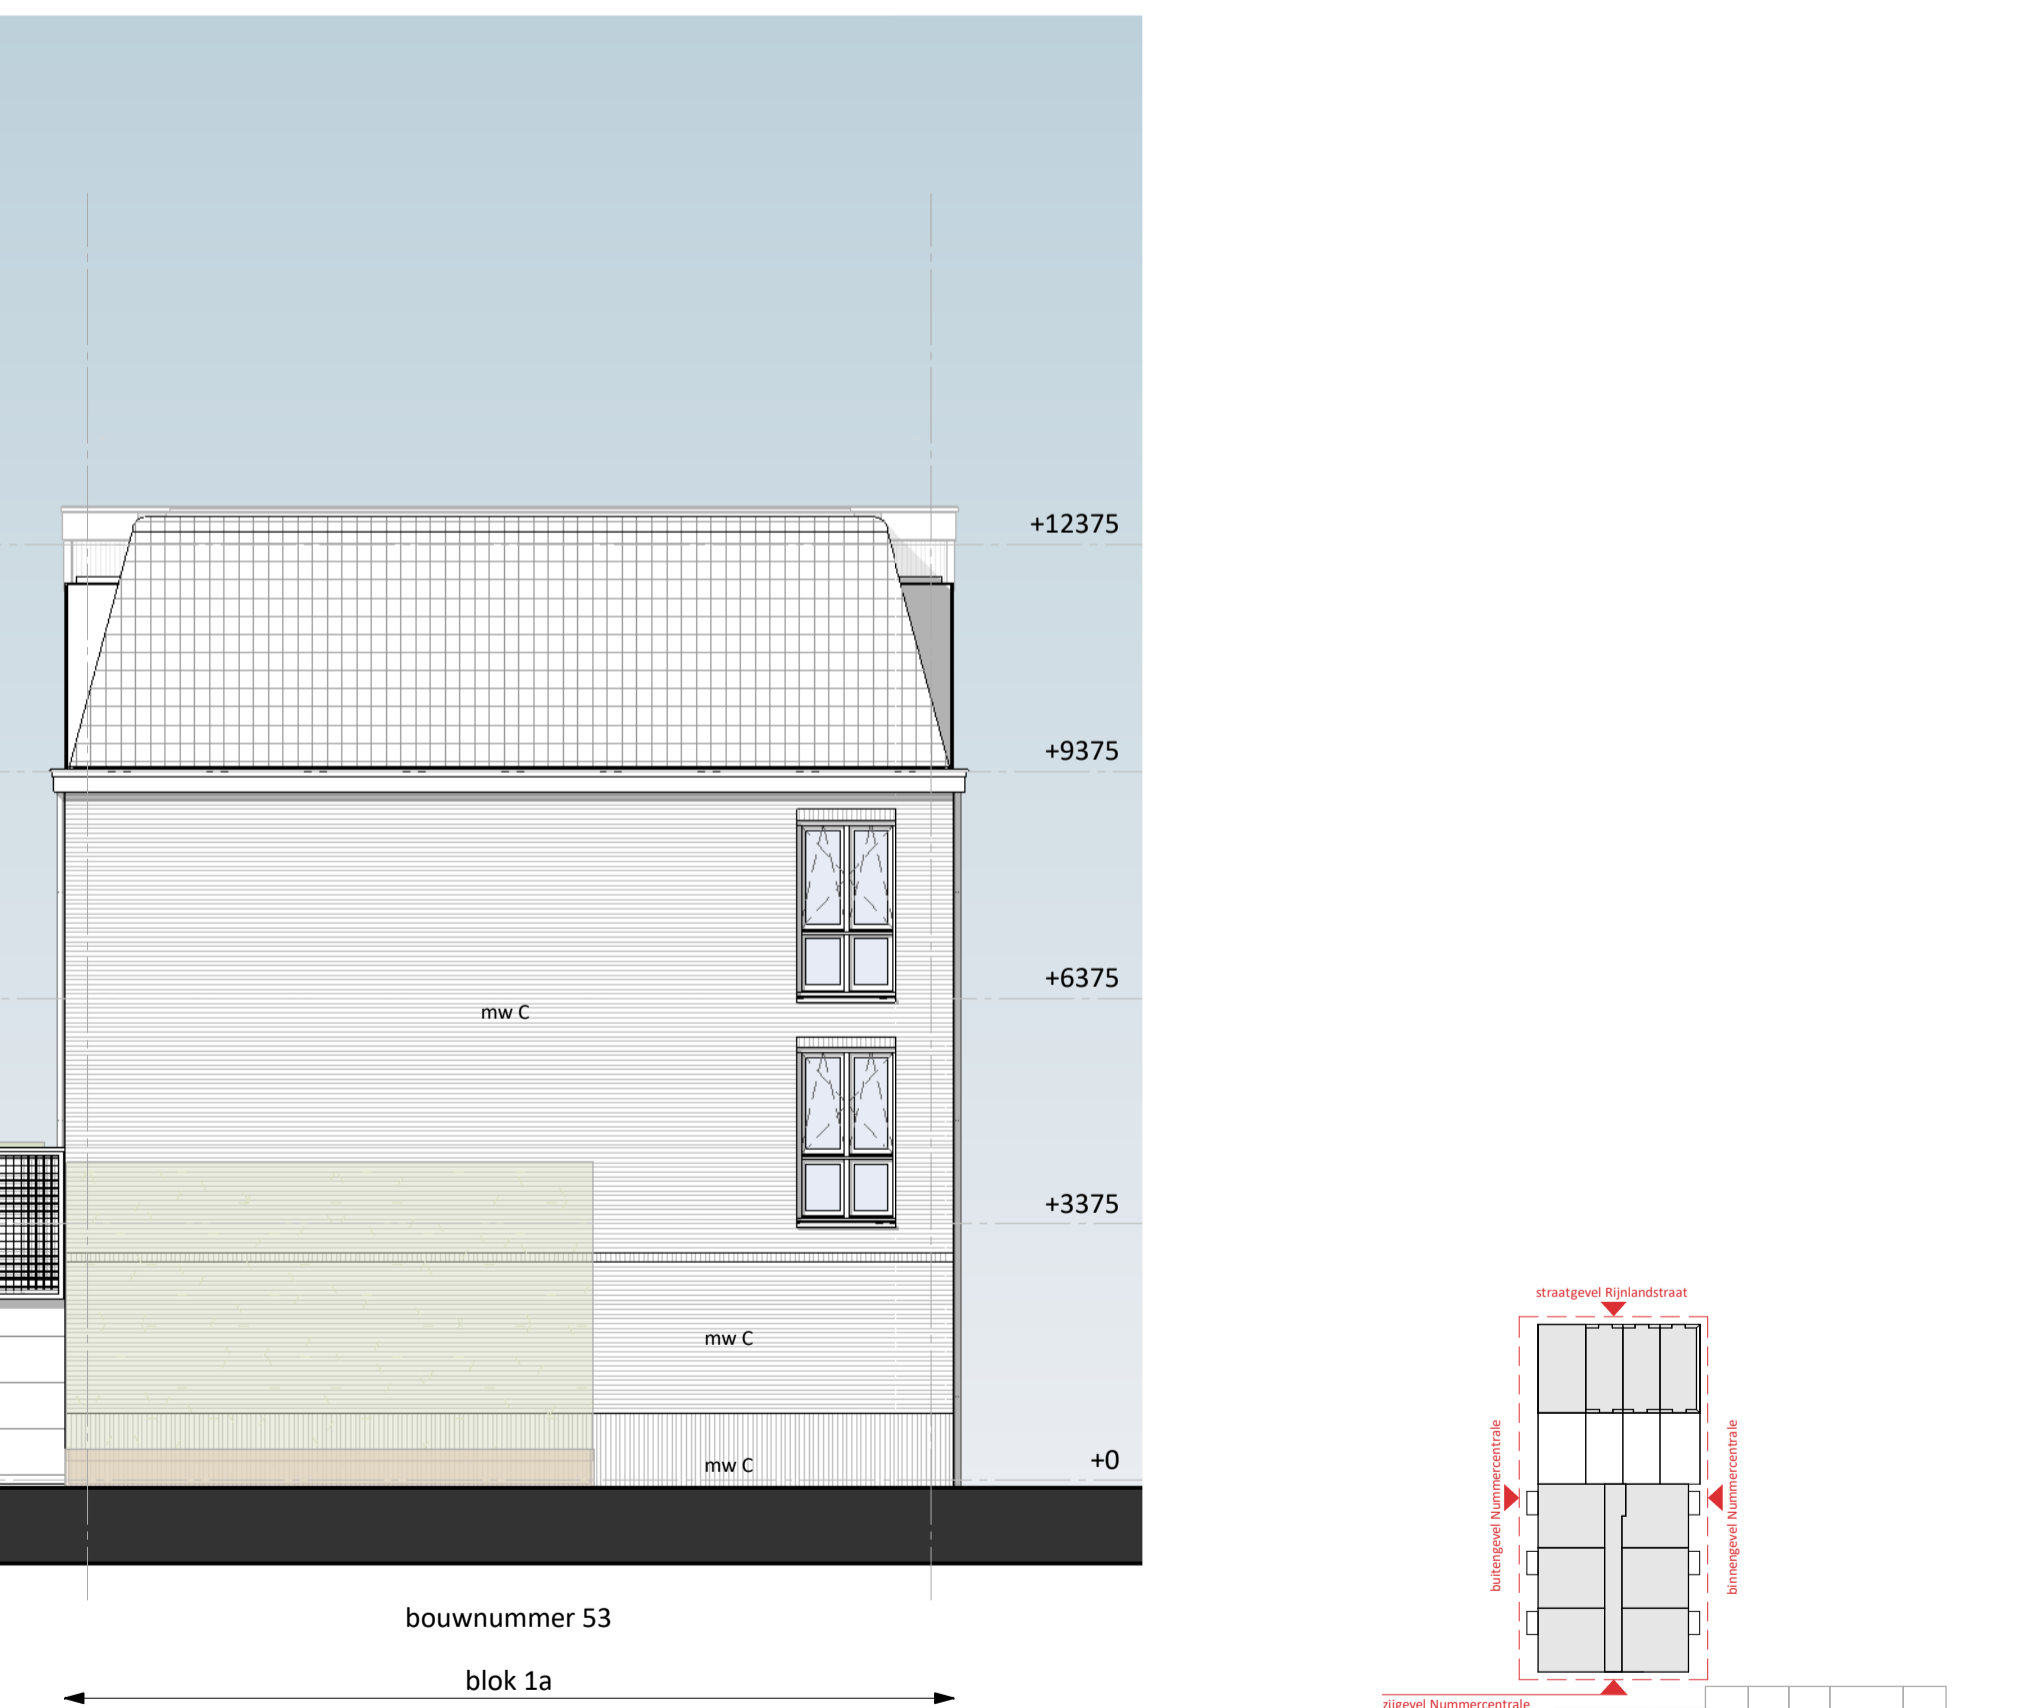 +12375
+9375
+6375
mw C
+3375
mw C
+0
mw C
bouwnummer 53
blok 1a
straatgevel Rijnlandstraat
buitengevel Nummercentrale
binnengevel Nummercentrale
zijgevel Nummercentrale